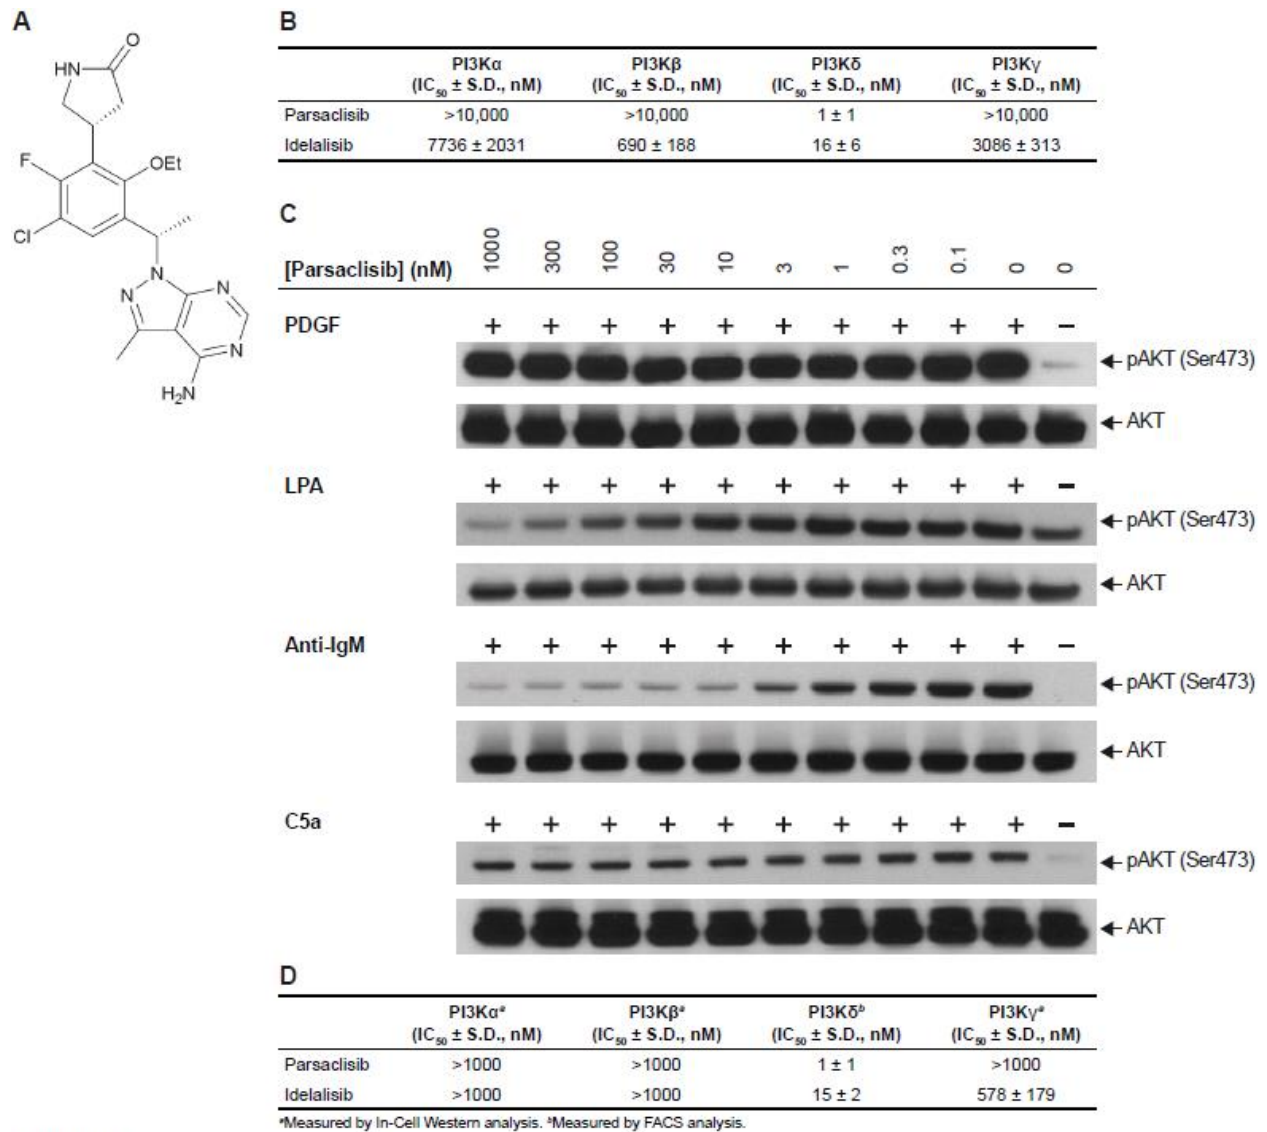 A
O
HN
F
OEt
Cl
N
N
N
N
H₂N
B
PI3Kα PI3Kβ PI3Kδ PI3Kγ
(IC₅₀ ± S.D., nM) (IC₅₀ ± S.D., nM) (IC₅₀ ± S.D., nM) (IC₅₀ ± S.D., nM)
Parsaclisib >10,000 >10,000 1 ± 1 >10,000
Idelalisib 7736 ± 2031 690 ± 188 16 ± 6 3086 ± 313
C
[Parsaclisib] (nM) 1000 300 100 30 10 3 1 0.3 0.1 0 0
PDGF + + + + + + + + + + −
pAKT (Ser473)
AKT
LPA + + + + + + + + + + −
pAKT (Ser473)
AKT
Anti-IgM + + + + + + + + + + −
pAKT (Ser473)
AKT
C5a + + + + + + + + + + −
pAKT (Ser473)
AKT
D
PI3Kαᵃ PI3Kβᵃ PI3Kδᵇ PI3Kγᵃ
(IC₅₀ ± S.D., nM) (IC₅₀ ± S.D., nM) (IC₅₀ ± S.D., nM) (IC₅₀ ± S.D., nM)
Parsaclisib >1000 >1000 1 ± 1 >1000
Idelalisib >1000 >1000 15 ± 2 578 ± 179
ᵃMeasured by In-Cell Western analysis. ᵇMeasured by FACS analysis.